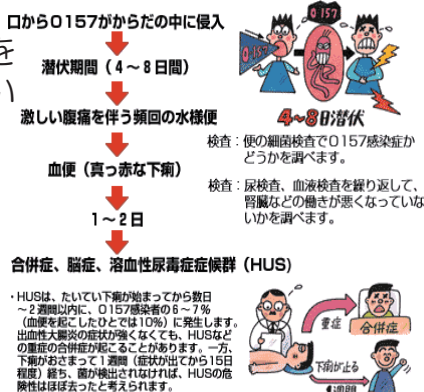 口からO157がからだの中に侵入
を
潜伏期間（4～8日間）
激しい腹痛を伴う頻回の水様便
血便（真っ赤な下痢）
1～2日
合併症、脳症、溶血性尿毒症症候群（HUS）
・HUSは、たいてい下痢が始まってから数日
～2週間以内に、O157感染者の6～7％
（血便を起こしたひとでは10%）に発生します。
出血性大腸炎の症状が強くなくても、HUSなど
の重症の合併症が起こることがあります。一方、
下痢がおさまって1週間（症状が出てから15日
程度）経ち、菌が検出されなければ、HUSの危
険性はほぼ去ったと考えられます。
O157
O157
4～8日潜伏
検査：便の細菌検査でO157感染症か
どうかを調べます。
検査：尿検査、血液検査を繰り返して、
腎臓などの働きが悪くなっていな
いかを調べます。
重症
合併症
下痢が止る
1週間